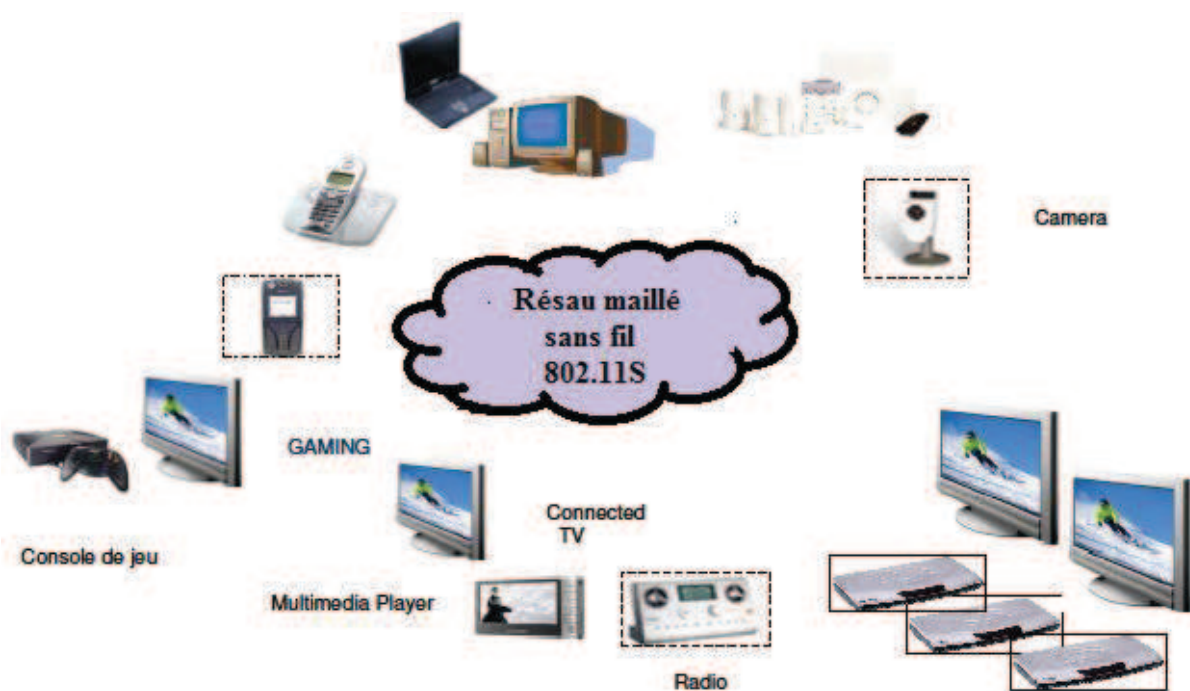 Camera
Résau maillé
sans fil
802.11S
GAMING
Connected
TV
Console de jeu
Multimedia Player
Radio